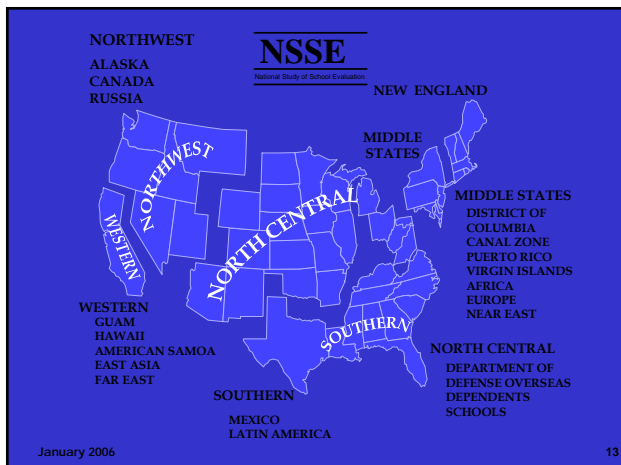 NORTHWEST
ALASKA
CANADA
RUSSIA
NSSE
National Study of School Evaluation
NEW ENGLAND
MIDDLE
STATES
NORTHWEST
WESTERN
NORTH CENTRAL
SOUTHERN
MIDDLE STATES
DISTRICT OF
COLUMBIA
CANAL ZONE
PUERTO RICO
VIRGIN ISLANDS
AFRICA
EUROPE
NEAR EAST
WESTERN
GUAM
HAWAII
AMERICAN SAMOA
EAST ASIA
FAR EAST
SOUTHERN
MEXICO
LATIN AMERICA
NORTH CENTRAL
DEPARTMENT OF
DEFENSE OVERSEAS
DEPENDENTS
SCHOOLS
January 2006
13